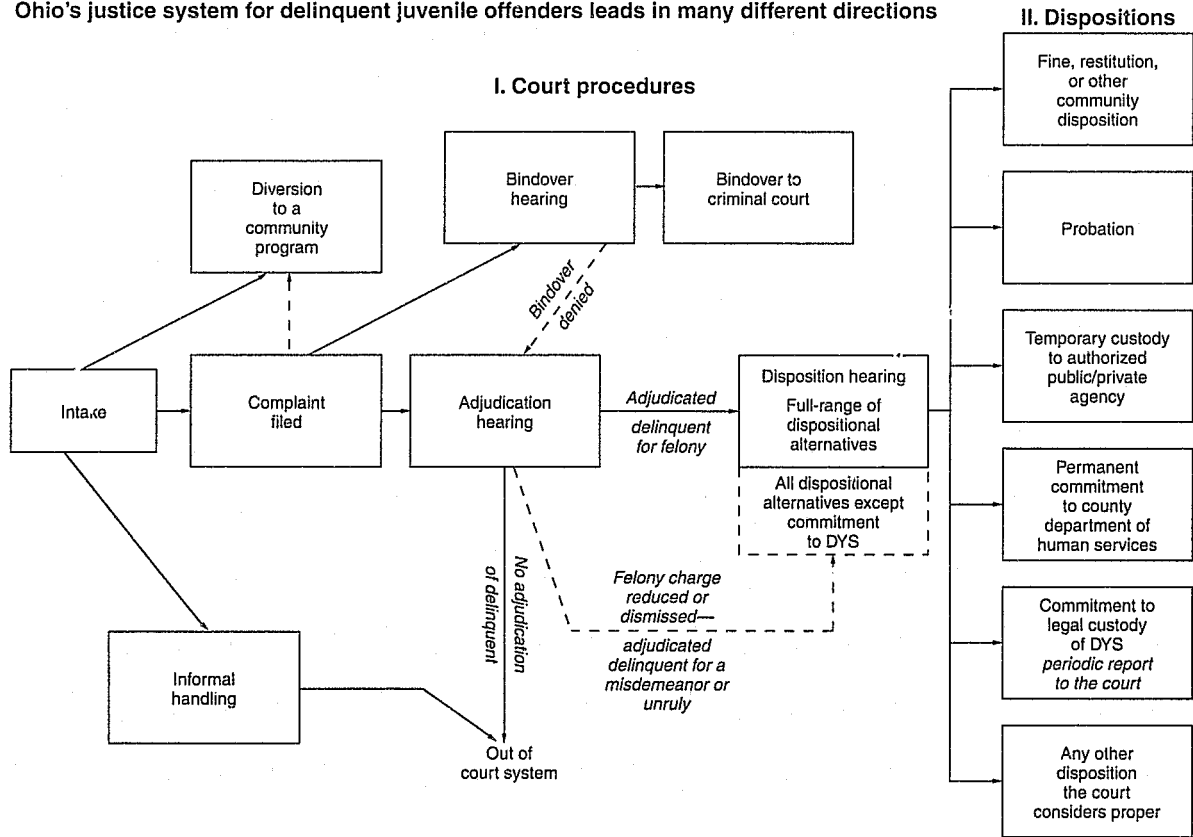 Ohio's justice system for delinquent juvenile offenders leads in many different directions
I. Court procedures
Diversion
to a
community
program
Bindover
hearing
Bindover to
criminal court
Bindover
denied
Intake
Complaint
filed
Adjudication
hearing
Adjudicated
delinquent
for felony
Disposition hearing
Full-range of
dispositional
alternatives
All dispositional
alternatives except
commitment
to DYS
No adjudication
of delinquent
Felony charge
reduced or
dismissed—
adjudicated
delinquent for a
misdemeanor or
unruly
Informal
handling
Out of
court system
II. Dispositions
Fine, restitution,
or other
community
disposition
Probation
Temporary custody
to authorized
public/private
agency
Permanent
commitment
to county
department of
human services
Commitment to
legal custody
of DYS
periodic report
to the court
Any other
disposition
the court
considers proper